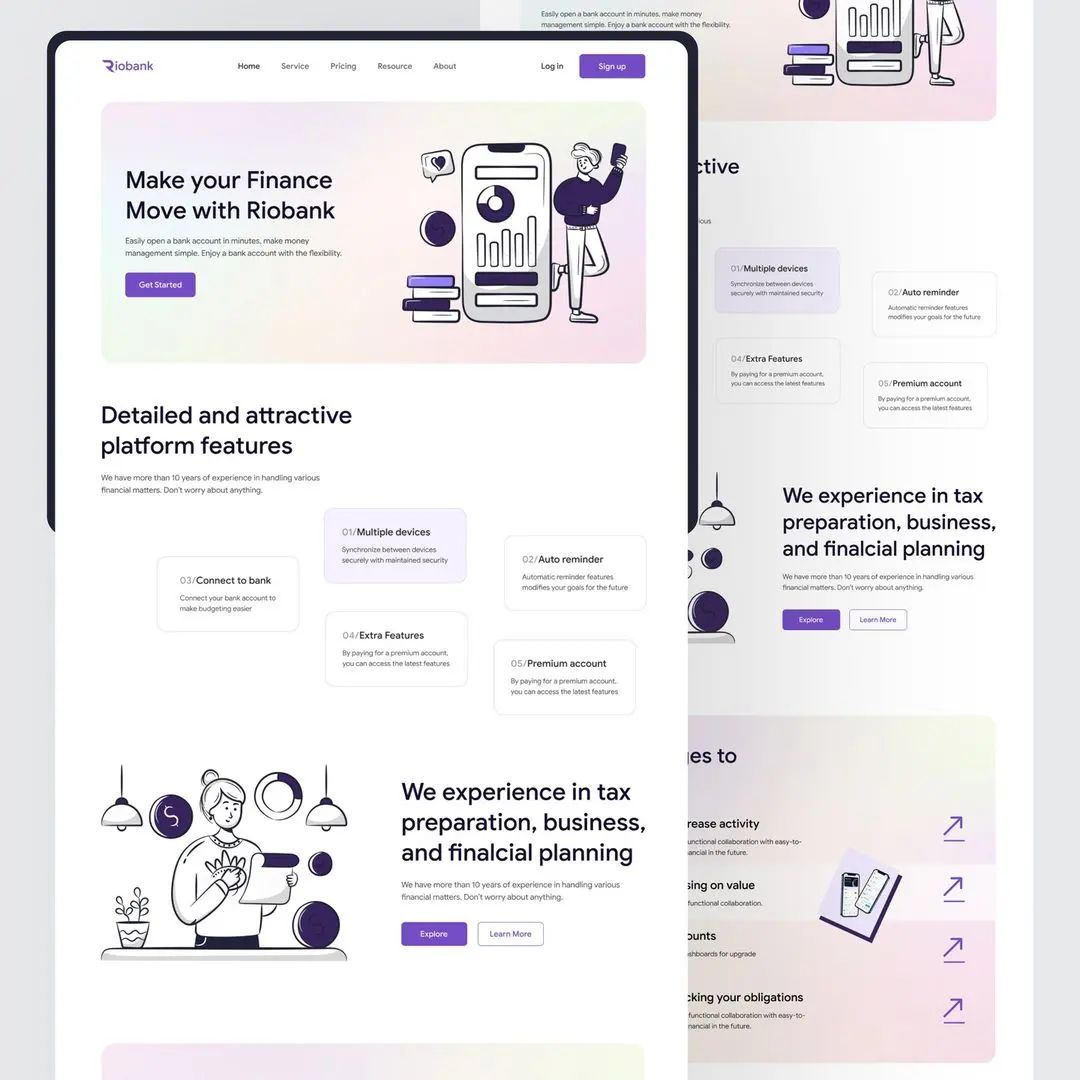 Riobank
Home Service Pricing Resource About
Log in
Sign up
Make your Finance
Move with Riobank
Easily open a bank account in minutes, make money
management simple. Enjoy a bank account with the flexibility.
Get Started
Detailed and attractive
platform features
We have more than 10 years of experience in handling various
financial matters. Don't worry about anything.
01/Multiple devices
Synchronize between devices
securely with maintained security
02/Auto reminder
Automatic reminder features
modifies your goals for the future
03/Connect to bank
Connect your bank account to
make budgeting easier
04/Extra Features
By paying for a premium account,
you can access the latest features
05/Premium account
By paying for a premium account,
you can access the latest features
We experience in tax
preparation, business,
and finalcial planning
We have more than 10 years of experience in handling various
financial matters. Don't worry about anything.
Explore
Learn More
Easily open a bank account in minutes, make money
management simple. Enjoy a bank account with the flexibility.
ctive
ious
01/Multiple devices
Synchronize between devices
securely with maintained security
02/Auto reminder
Automatic reminder features
modifies your goals for the future
04/Extra Features
By paying for a premium account,
you can access the latest features
05/Premium account
By paying for a premium account,
you can access the latest features
We experience in tax
preparation, business,
and finalcial planning
We have more than 10 years of experience in handling various
financial matters. Don't worry about anything.
Explore
Learn More
ges to
rease activity
functional collaboration with easy-to-
nancial in the future.
sing on value
functional collaboration.
ounts
shboards for upgrade
cking your obligations
functional collaboration with easy-to-
nancial in the future.